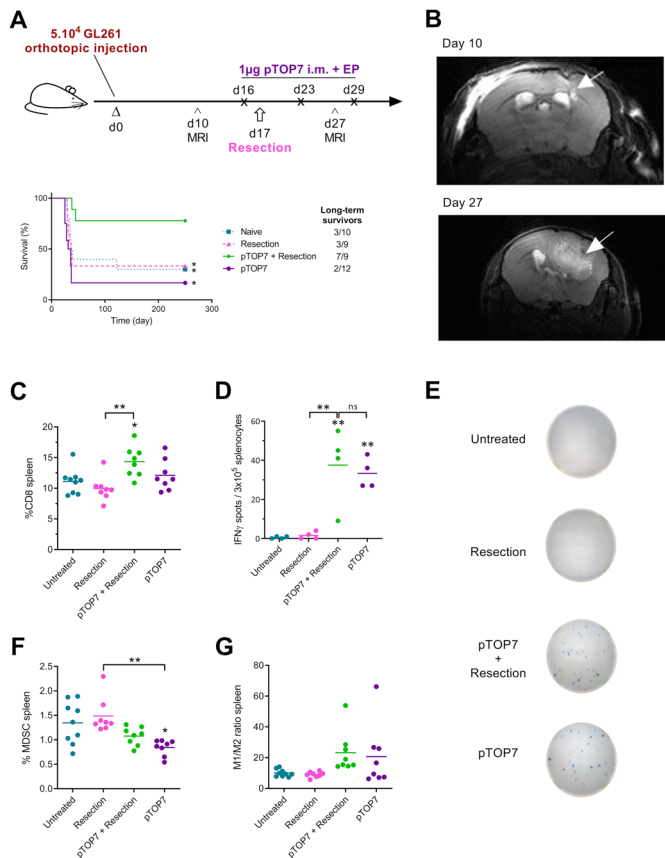 A
5.10⁴ GL261
orthotopic injection
1µg pTOP7 i.m. + EP
d16
d23
d29
X
X
X
Δ
d0
d10
MRI
d17
Resection
d27
MRI
Survival (%)
100
50
0
0
100
200
300
Time (day)
Long-term
survivors
Naive 3/10
Resection 3/9
pTOP7 + Resection 7/9
pTOP7 2/12
*
*
*
B
Day 10
Day 27
C
%CD8 spleen
20
15
10
5
0
**
*
Untreated
Resection
pTOP7 + Resection
pTOP7
D
IFNγ spots / 3x10⁵ splenocytes
60
40
20
0
**
ns
**
**
Untreated
Resection
pTOP7 + Resection
pTOP7
E
Untreated
Resection
pTOP7
+
Resection
pTOP7
F
% MDSC spleen
2.5
2.0
1.5
1.0
0.5
0.0
**
*
Untreated
Resection
pTOP7 + Resection
pTOP7
G
M1/M2 ratio spleen
80
60
40
20
0
Untreated
Resection
pTOP7 + Resection
pTOP7